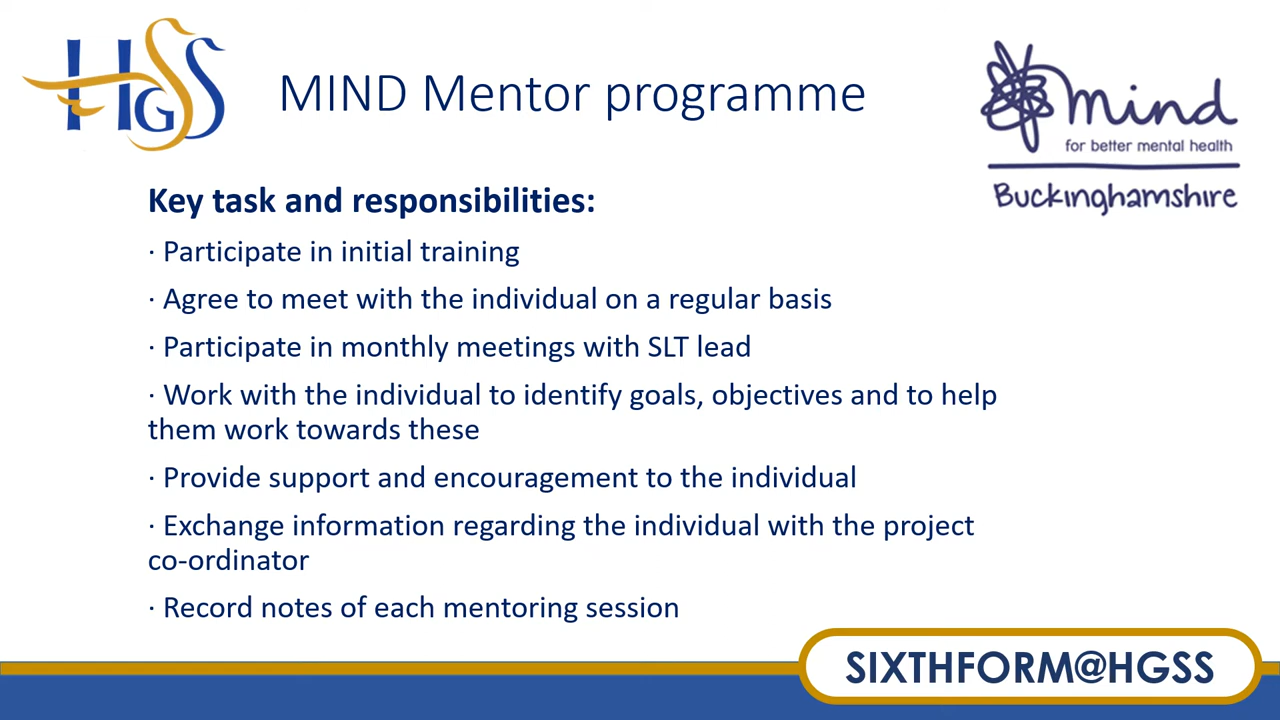 HGSS
MIND Mentor programme
mind
for better mental health
Buckinghamshire
Key task and responsibilities:
· Participate in initial training
· Agree to meet with the individual on a regular basis
· Participate in monthly meetings with SLT lead
· Work with the individual to identify goals, objectives and to help
them work towards these
· Provide support and encouragement to the individual
· Exchange information regarding the individual with the project
co-ordinator
· Record notes of each mentoring session
SIXTHFORM@HGSS